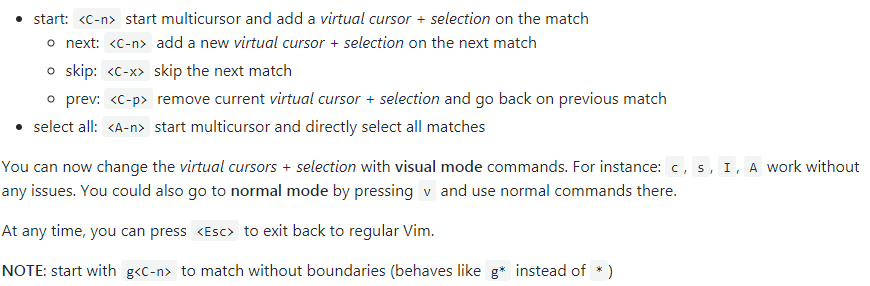 • start: <C-n> start multicursor and add a virtual cursor + selection on the match
○ next: <C-n> add a new virtual cursor + selection on the next match
○ skip: <C-x> skip the next match
○ prev: <C-p> remove current virtual cursor + selection and go back on previous match
• select all: <A-n> start multicursor and directly select all matches
You can now change the virtual cursors + selection with visual mode commands. For instance: c , s , I , A work without
any issues. You could also go to normal mode by pressing v and use normal commands there.
At any time, you can press <Esc> to exit back to regular Vim.
NOTE: start with g<C-n> to match without boundaries (behaves like g* instead of * )